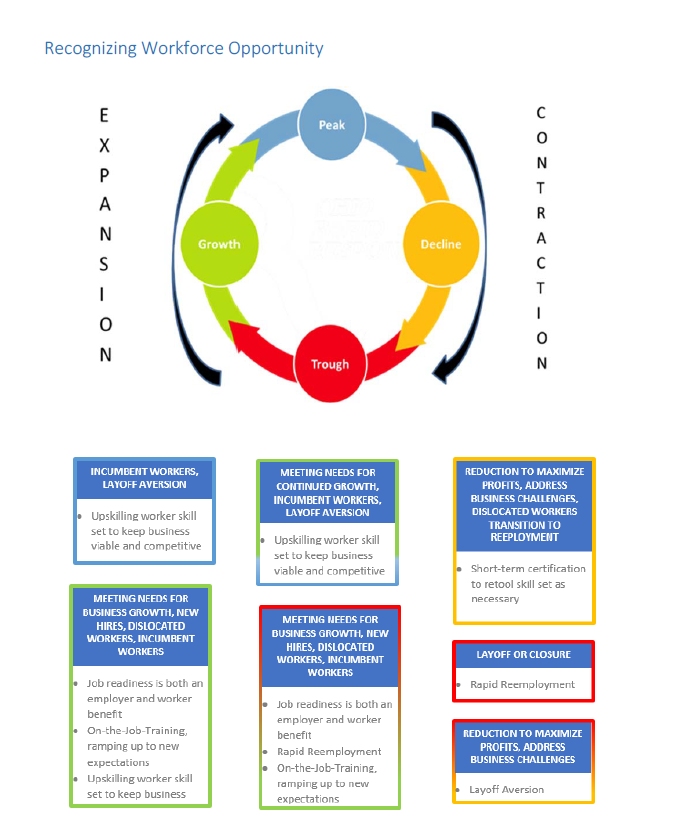 Recognizing Workforce Opportunity
EXPANSION
CONTRACTION
Peak
Growth
Decline
Trough
INCUMBENT WORKERS,
LAYOFF AVERSION
• Upskilling worker skill
set to keep business
viable and competitive
MEETING NEEDS FOR
BUSINESS GROWTH, NEW
HIRES, DISLOCATED
WORKERS, INCUMBENT
WORKERS
• Job readiness is both an
employer and worker
benefit
• On-the-Job-Training,
ramping up to new
expectations
• Upskilling worker skill
set to keep business
MEETING NEEDS FOR
CONTINUED GROWTH,
INCUMBENT WORKERS,
LAYOFF AVERSION
• Upskilling worker skill
set to keep business
viable and competitive
MEETING NEEDS FOR
BUSINESS GROWTH, NEW
HIRES, DISLOCATED
WORKERS, INCUMBENT
WORKERS
• Job readiness is both an
employer and worker
benefit
• Rapid Reemployment
• On-the-Job-Training,
ramping up to new
expectations
REDUCTION TO MAXIMIZE
PROFITS, ADDRESS
BUSINESS CHALLENGES,
DISLOCATED WORKERS
TRANSITION TO
REEPLOYMENT
• Short-term certification
to retool skill set as
necessary
LAYOFF OR CLOSURE
• Rapid Reemployment
REDUCTION TO MAXIMIZE
PROFITS, ADDRESS
BUSINESS CHALLENGES
• Layoff Aversion